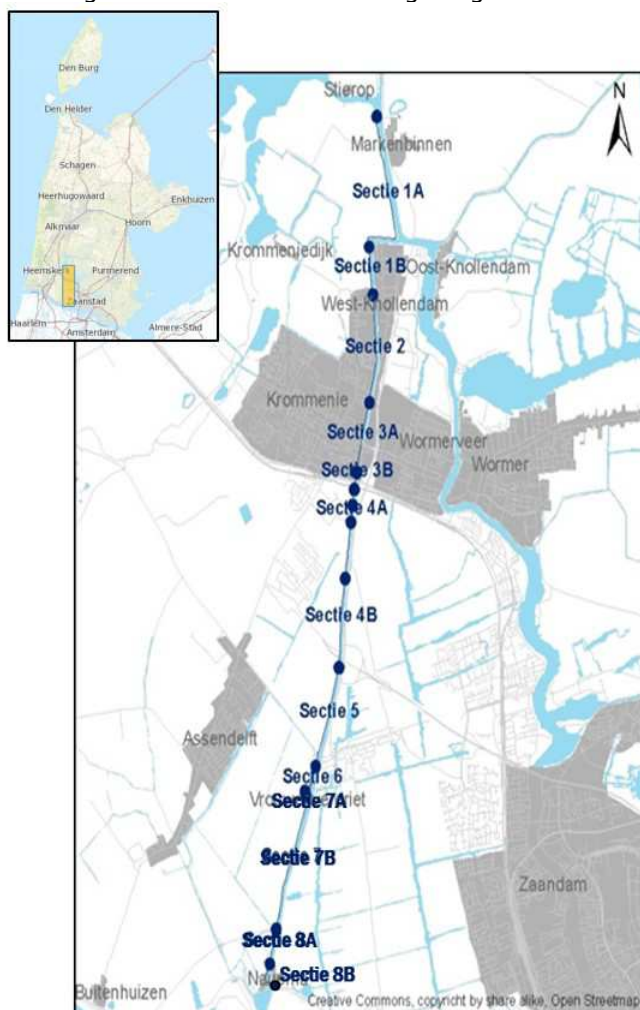 Den Burg
Den Helder
Schagen
Heerhugowaard
Enkhuizen
Alkmaar
Hoorn
Heemskerk
Purmerend
Zaanstad
Haarlem
Amsterdam
Almere-Stad
N
Stierop
Markenbinnen
Sectie 1A
Krommeniedijk
Sectie 1B
Oost-Knollendam
West-Knollendam
Sectie 2
Krommenie
Sectie 3A
Wormerveer
Wormer
Sectie 3B
Sectie 4A
Sectie 4B
Sectie 5
Assendelft
Sectie 6
Sectie 7A
Sectie 7B
Zaandam
Sectie 8A
Sectie 8B
Buitenhuizen
Creative Commons, copyricht by share alike, Open Streetmap